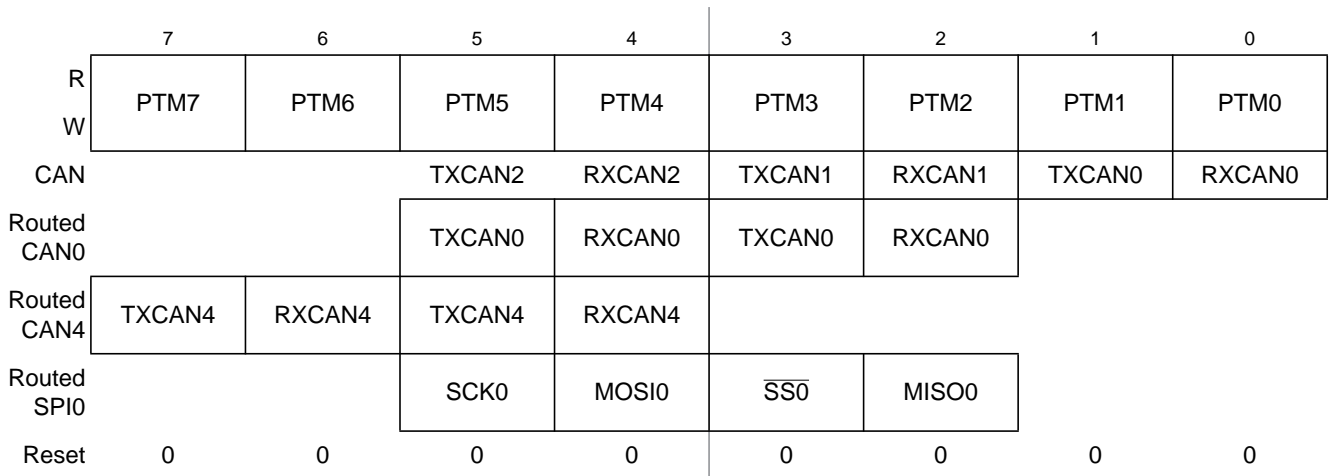 7 6 5 4 3 2 1 0
R
W
PTM7 PTM6 PTM5 PTM4 PTM3 PTM2 PTM1 PTM0
CAN TXCAN2 RXCAN2 TXCAN1 RXCAN1 TXCAN0 RXCAN0
Routed
CAN0
TXCAN0 RXCAN0 TXCAN0 RXCAN0
Routed
CAN4
TXCAN4 RXCAN4 TXCAN4 RXCAN4
Routed
SPI0
SCK0 MOSI0 S̅S̅0̅ MISO0
Reset 0 0 0 0 0 0 0 0